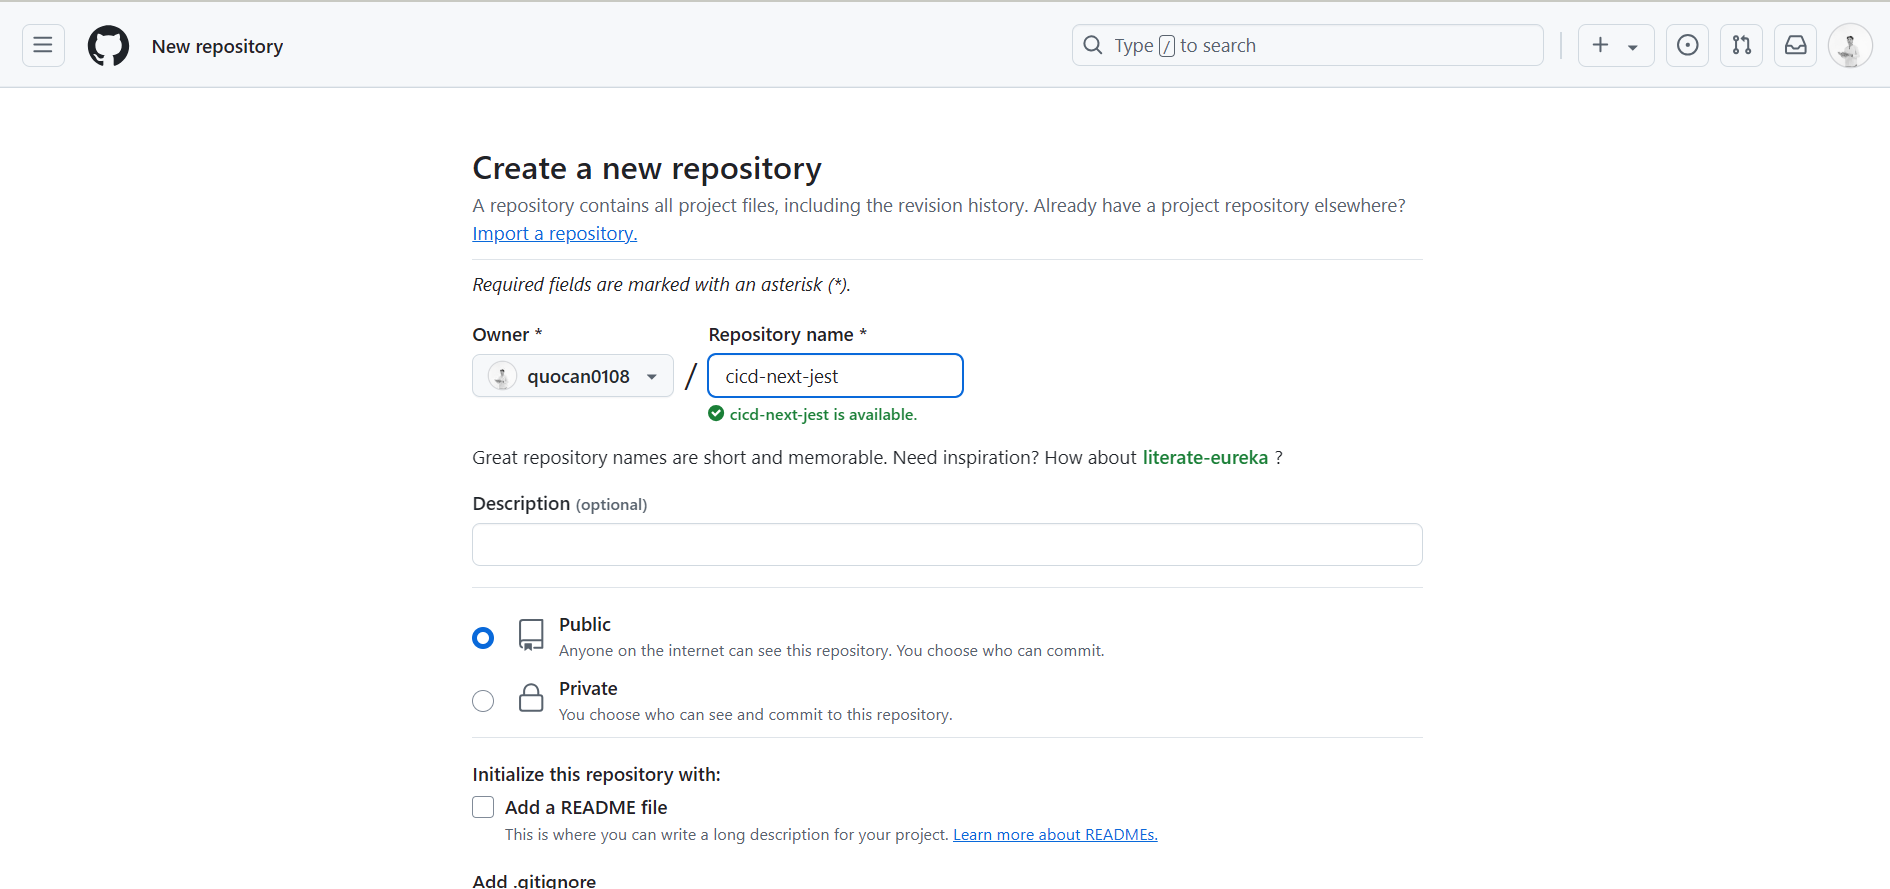 New repository
Type / to search
Create a new repository
A repository contains all project files, including the revision history. Already have a project repository elsewhere?
Import a repository.
Required fields are marked with an asterisk (*).
Owner * Repository name *
quocan0108 / cicd-next-jest
cicd-next-jest is available.
Great repository names are short and memorable. Need inspiration? How about literate-eureka ?
Description (optional)
Public
Anyone on the internet can see this repository. You choose who can commit.
Private
You choose who can see and commit to this repository.
Initialize this repository with:
Add a README file
This is where you can write a long description for your project. Learn more about READMEs.
Add .gitignore